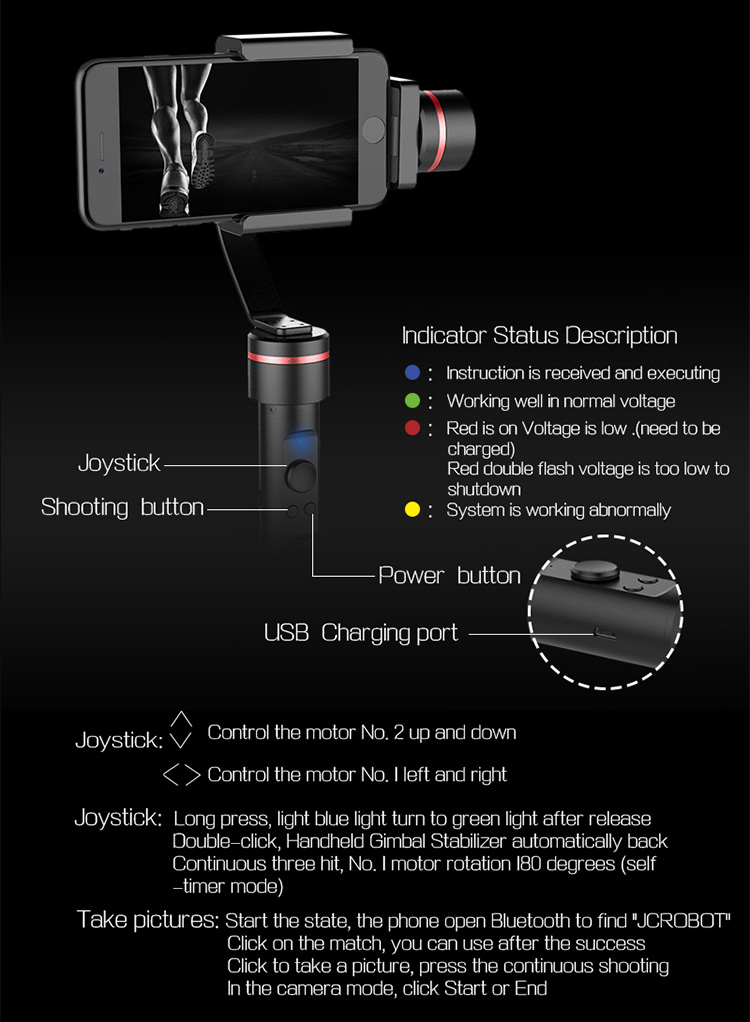 Indicator Status Description
: Instruction is received and executing
: Working well in normal voltage
: Red is on Voltage is low .(need to be
charged)
Red double flash voltage is too low to
shutdown
: System is working abnormally
Joystick
Shooting button
Power button
USB Charging port
Joystick: Control the motor No. 2 up and down
Control the motor No. 1 left and right
Joystick: Long press, light blue light turn to green light after release
Double-click, Handheld Gimbal Stabilizer automatically back
Continuous three hit, No. 1 motor rotation 180 degrees (self
-timer mode)
Take pictures: Start the state, the phone open Bluetooth to find "JCROBOT"
Click on the match, you can use after the success
Click to take a picture, press the continuous shooting
In the camera mode, click Start or End